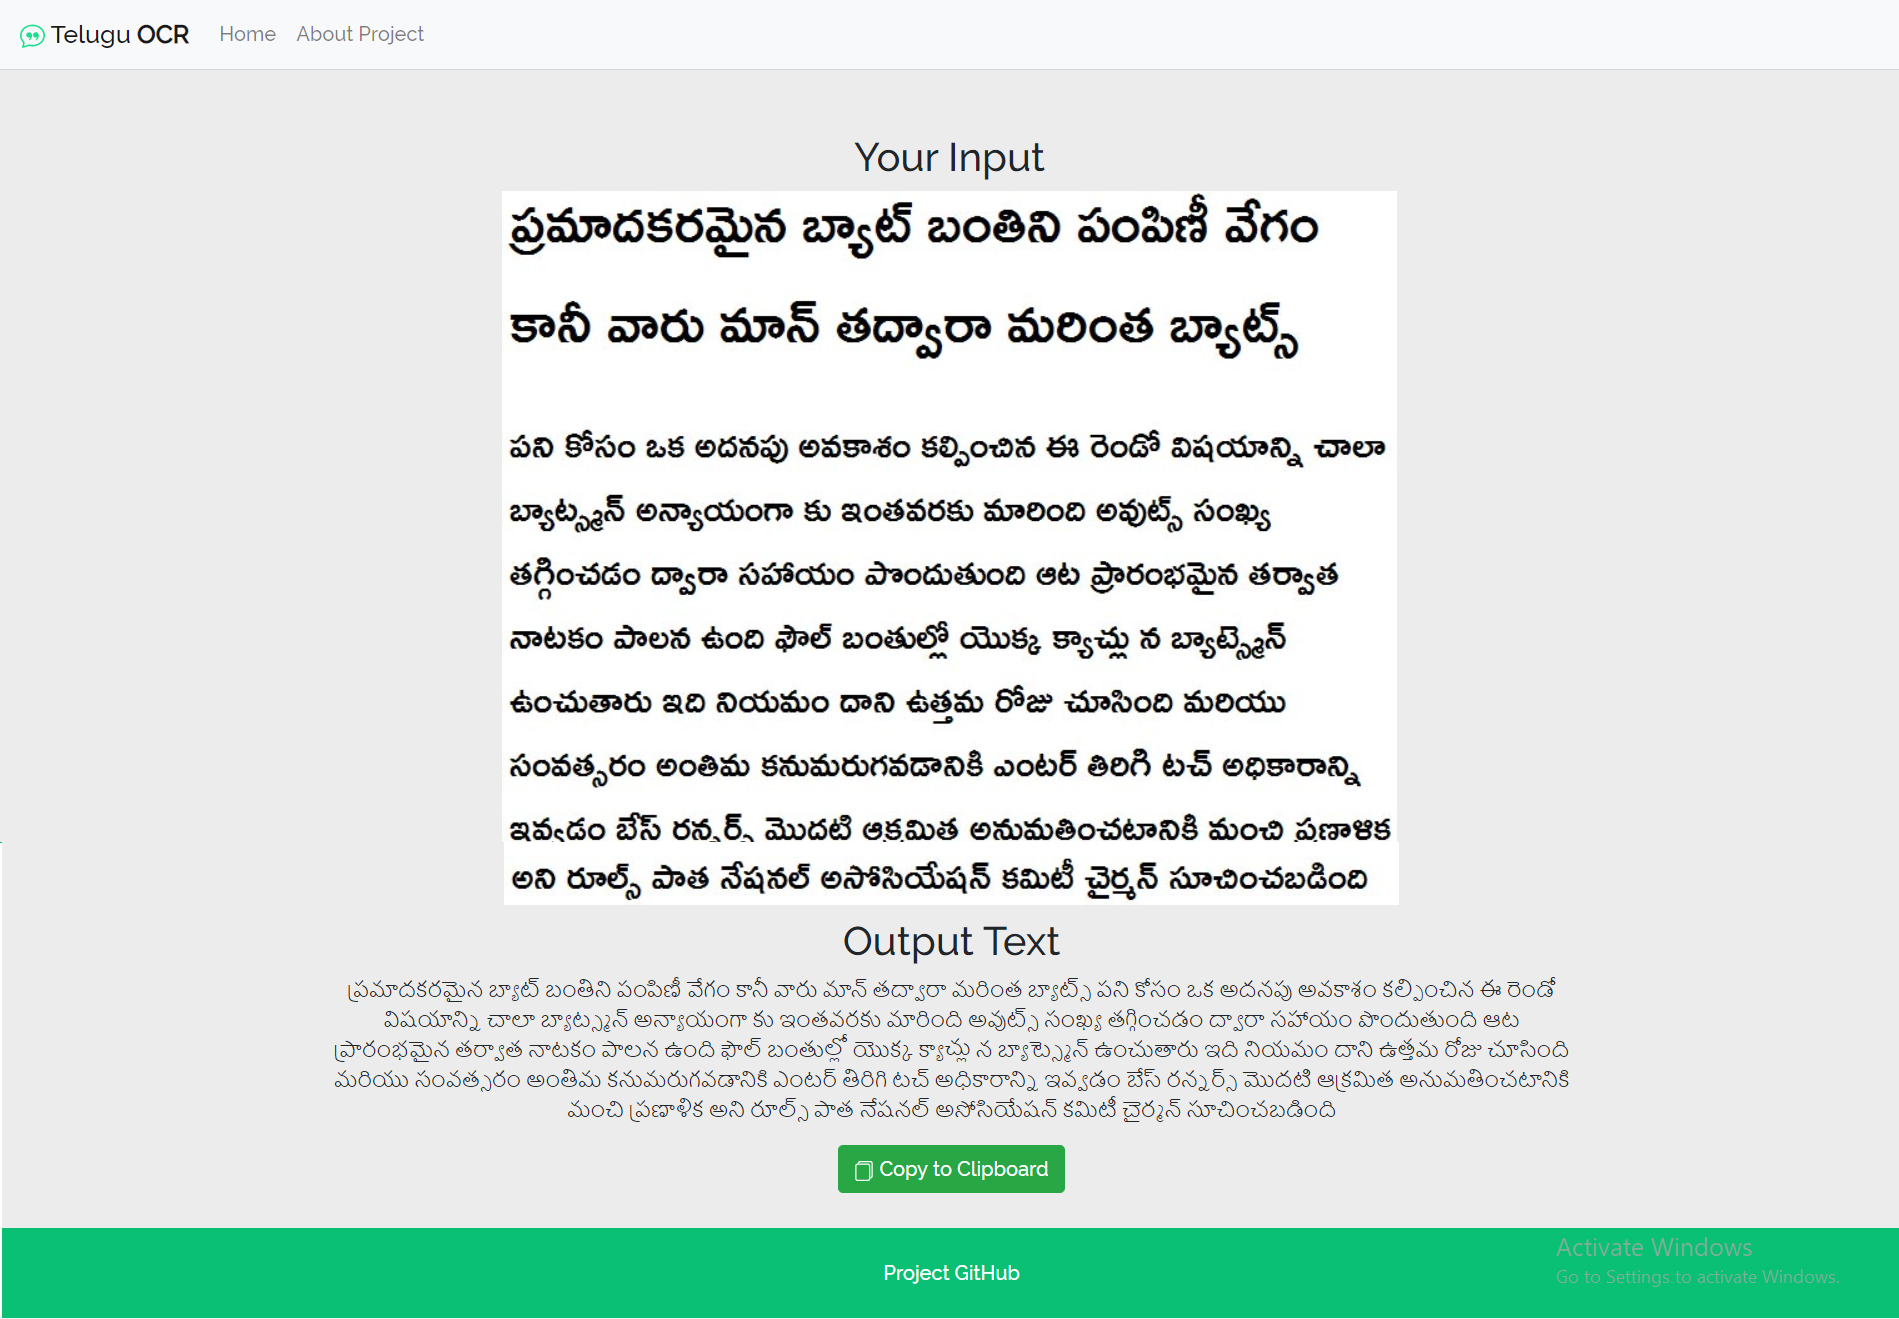 Telugu OCR Home About Project
Your Input
ప్రమాదకరమైన బ్యాట్ బంతిని పంపిణీ వేగం
కానీ వారు మాన్ తద్వారా మరింత బ్యాట్స్
పని కోసం ఒక అదనపు అవకాశం కల్పించిన ఈ రెండో విషయాన్ని చాలా
బ్యాట్స్మన్ అన్యాయంగా కు ఇంతవరకు మారింది అవుట్స్ సంఖ్య
తగ్గించడం ద్వారా సహాయం పొందుతుంది ఆట ప్రారంభమైన తర్వాత
నాటకం పాలన ఉంది ఫౌల్ బంతుల్లో యొక్క క్యాచ్లు న బ్యాట్స్మెన్
ఉంచుతారు ఇది నియమం దాని ఉత్తమ రోజు చూసింది మరియు
సంవత్సరం అంతిమ కనుమరుగవడానికి ఎంటర్ తిరిగి టచ్ అధికారాన్ని
ఇవ్వడం బేస్ రన్నర్స్ మొదటి ఆక్రమిత అనుమతించటానికి మంచి ప్రణాళిక
అని రూల్స్ పాత నేషనల్ అసోసియేషన్ కమిటీ చైర్మన్ సూచించబడింది
Output Text
ప్రమాదకరమైన బ్యాట్ బంతిని పంపిణీ వేగం కానీ వారు మాన్ తద్వారా మరింత బ్యాట్స్ పని కోసం ఒక అదనపు అవకాశం కల్పించిన ఈ రెండో
విషయాన్ని చాలా బ్యాట్స్మన్ అన్యాయంగా కు ఇంతవరకు మారింది అవుట్స్ సంఖ్య తగ్గించడం ద్వారా సహాయం పొందుతుంది ఆట
ప్రారంభమైన తర్వాత నాటకం పాలన ఉంది ఫౌల్ బంతుల్లో యొక్క క్యాచ్లు న బ్యాట్స్మెన్ ఉంచుతారు ఇది నియమం దాని ఉత్తమ రోజు చూసింది
మరియు సంవత్సరం అంతిమ కనుమరుగవడానికి ఎంటర్ తిరిగి టచ్ అధికారాన్ని ఇవ్వడం బేస్ రన్నర్స్ మొదటి ఆక్రమిత అనుమతించటానికి
మంచి ప్రణాళిక అని రూల్స్ పాత నేషనల్ అసోసియేషన్ కమిటీ చైర్మన్ సూచించబడింది
Copy to Clipboard
Activate Windows
Go to Settings to activate Windows.
Project GitHub